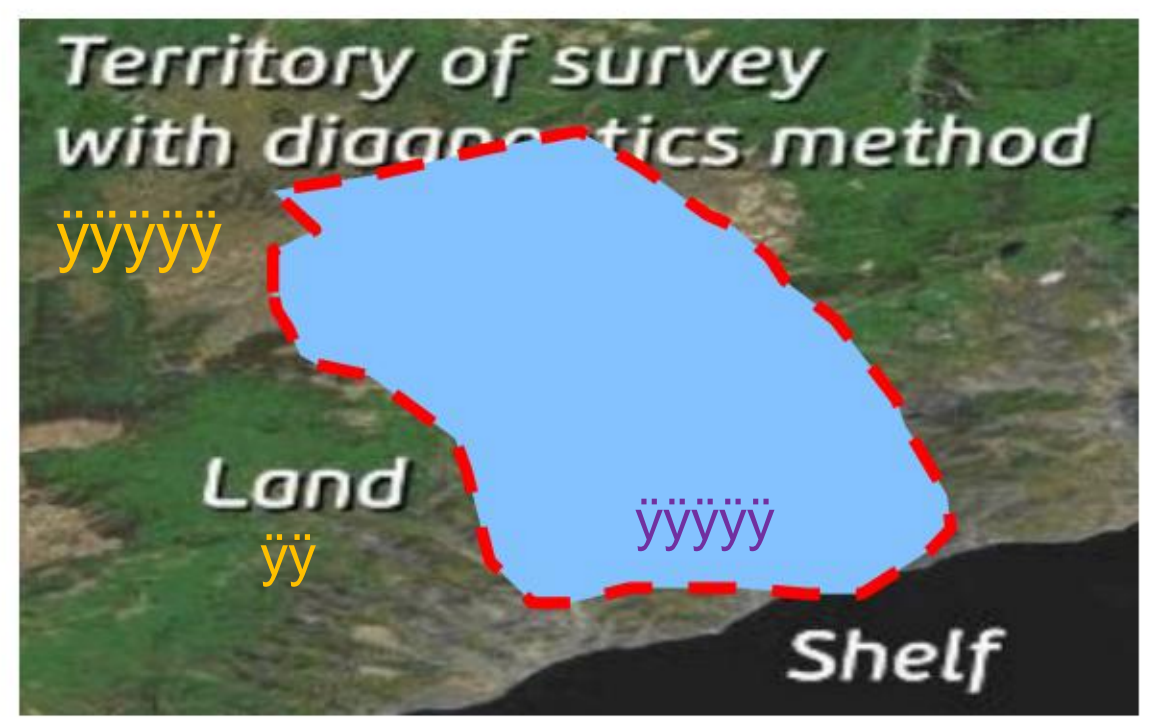 Territory of survey
with diagnostics method
ÿÿÿÿÿ
Land
ÿÿ
ÿÿÿÿÿ
Shelf